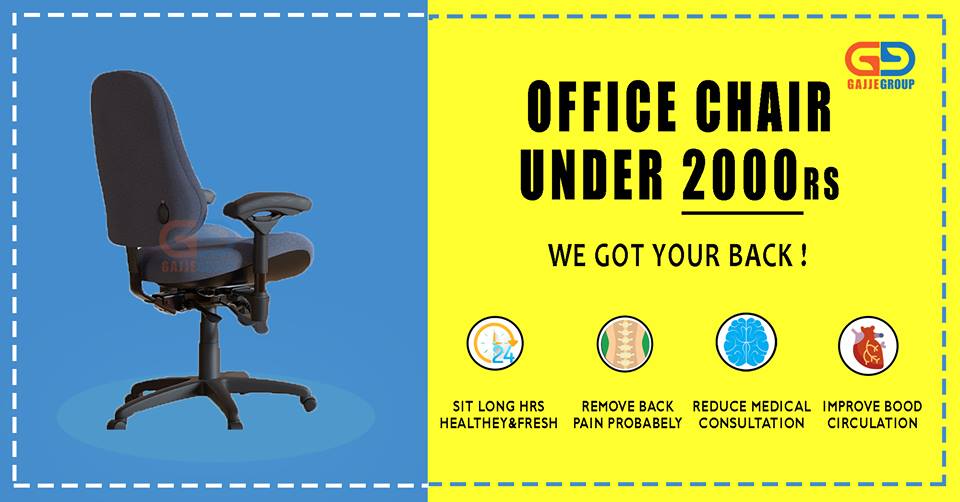 GAJJEGROUP
OFFICE CHAIR
UNDER 2000RS
WE GOT YOUR BACK !
GAJJEGROUP
24
SIT LONG HRS
HEALTHEY&FRESH
REMOVE BACK
PAIN PROBABELY
REDUCE MEDICAL
CONSULTATION
IMPROVE BOOD
CIRCULATION